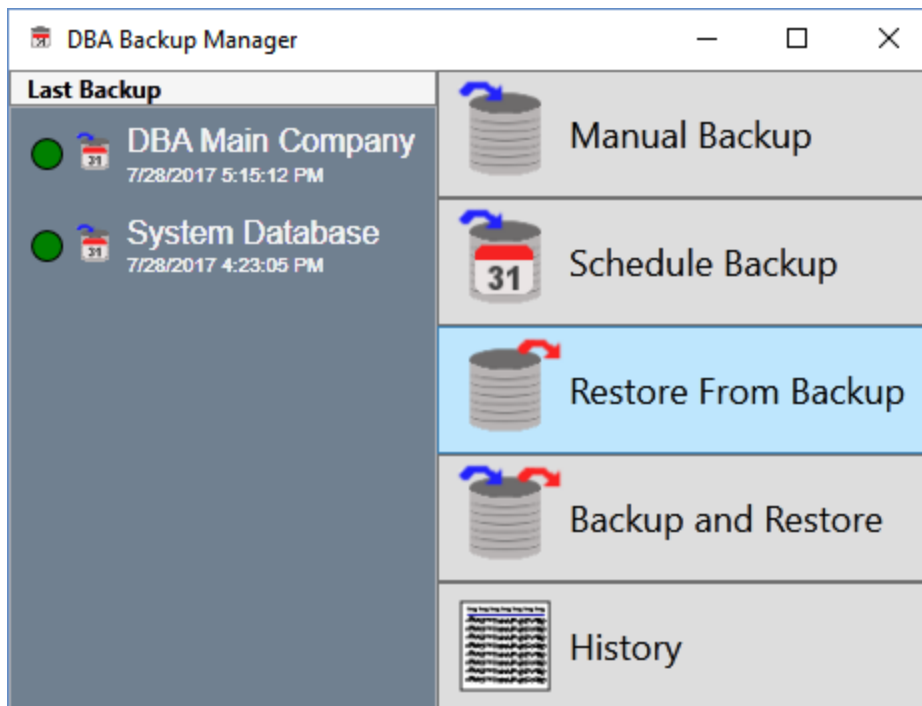 DBA Backup Manager
Last Backup
DBA Main Company
7/28/2017 5:15:12 PM
System Database
7/28/2017 4:23:05 PM
Manual Backup
31
Schedule Backup
Restore From Backup
Backup and Restore
History